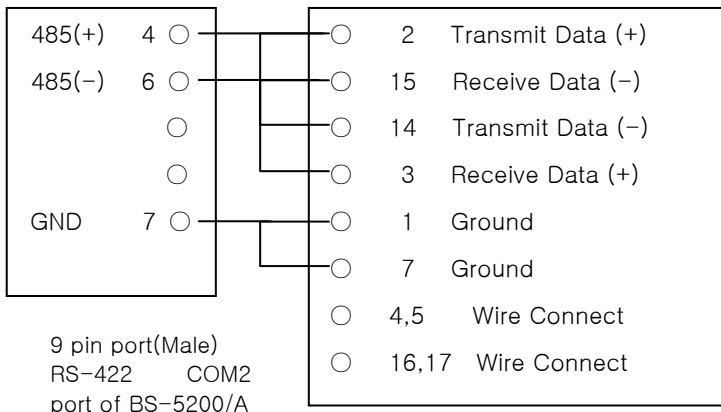 485(+) 4 2 Transmit Data (+)
485(-) 6 15 Receive Data (-)
14 Transmit Data (-)
3 Receive Data (+)
GND 7 1 Ground
7 Ground
4,5 Wire Connect
16,17 Wire Connect
9 pin port(Male)
RS-422 COM2
port of BS-5200/A